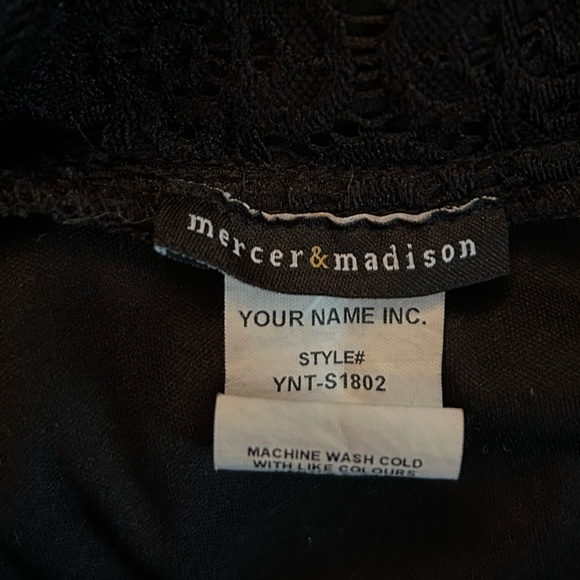 mercer&madison
YOUR NAME INC.
STYLE#
YNT-S1802
MACHINE WASH COLD
WITH LIKE COLOURS